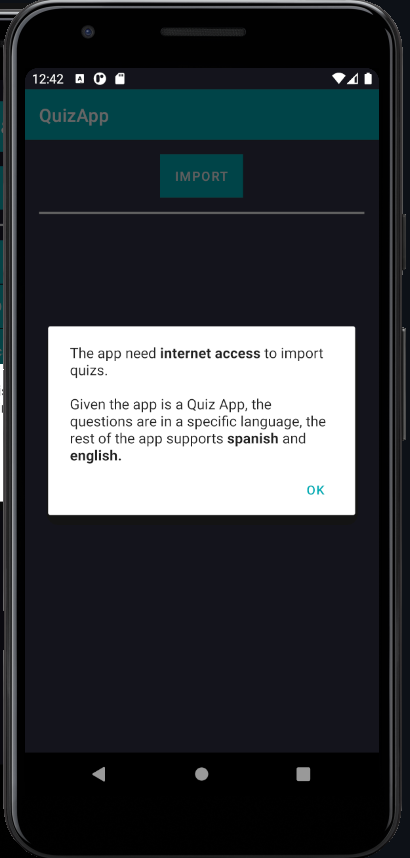 12:42
QuizApp
IMPORT
The app need internet access to import
quizs.
Given the app is a Quiz App, the
questions are in a specific language, the
rest of the app supports spanish and
english.
OK